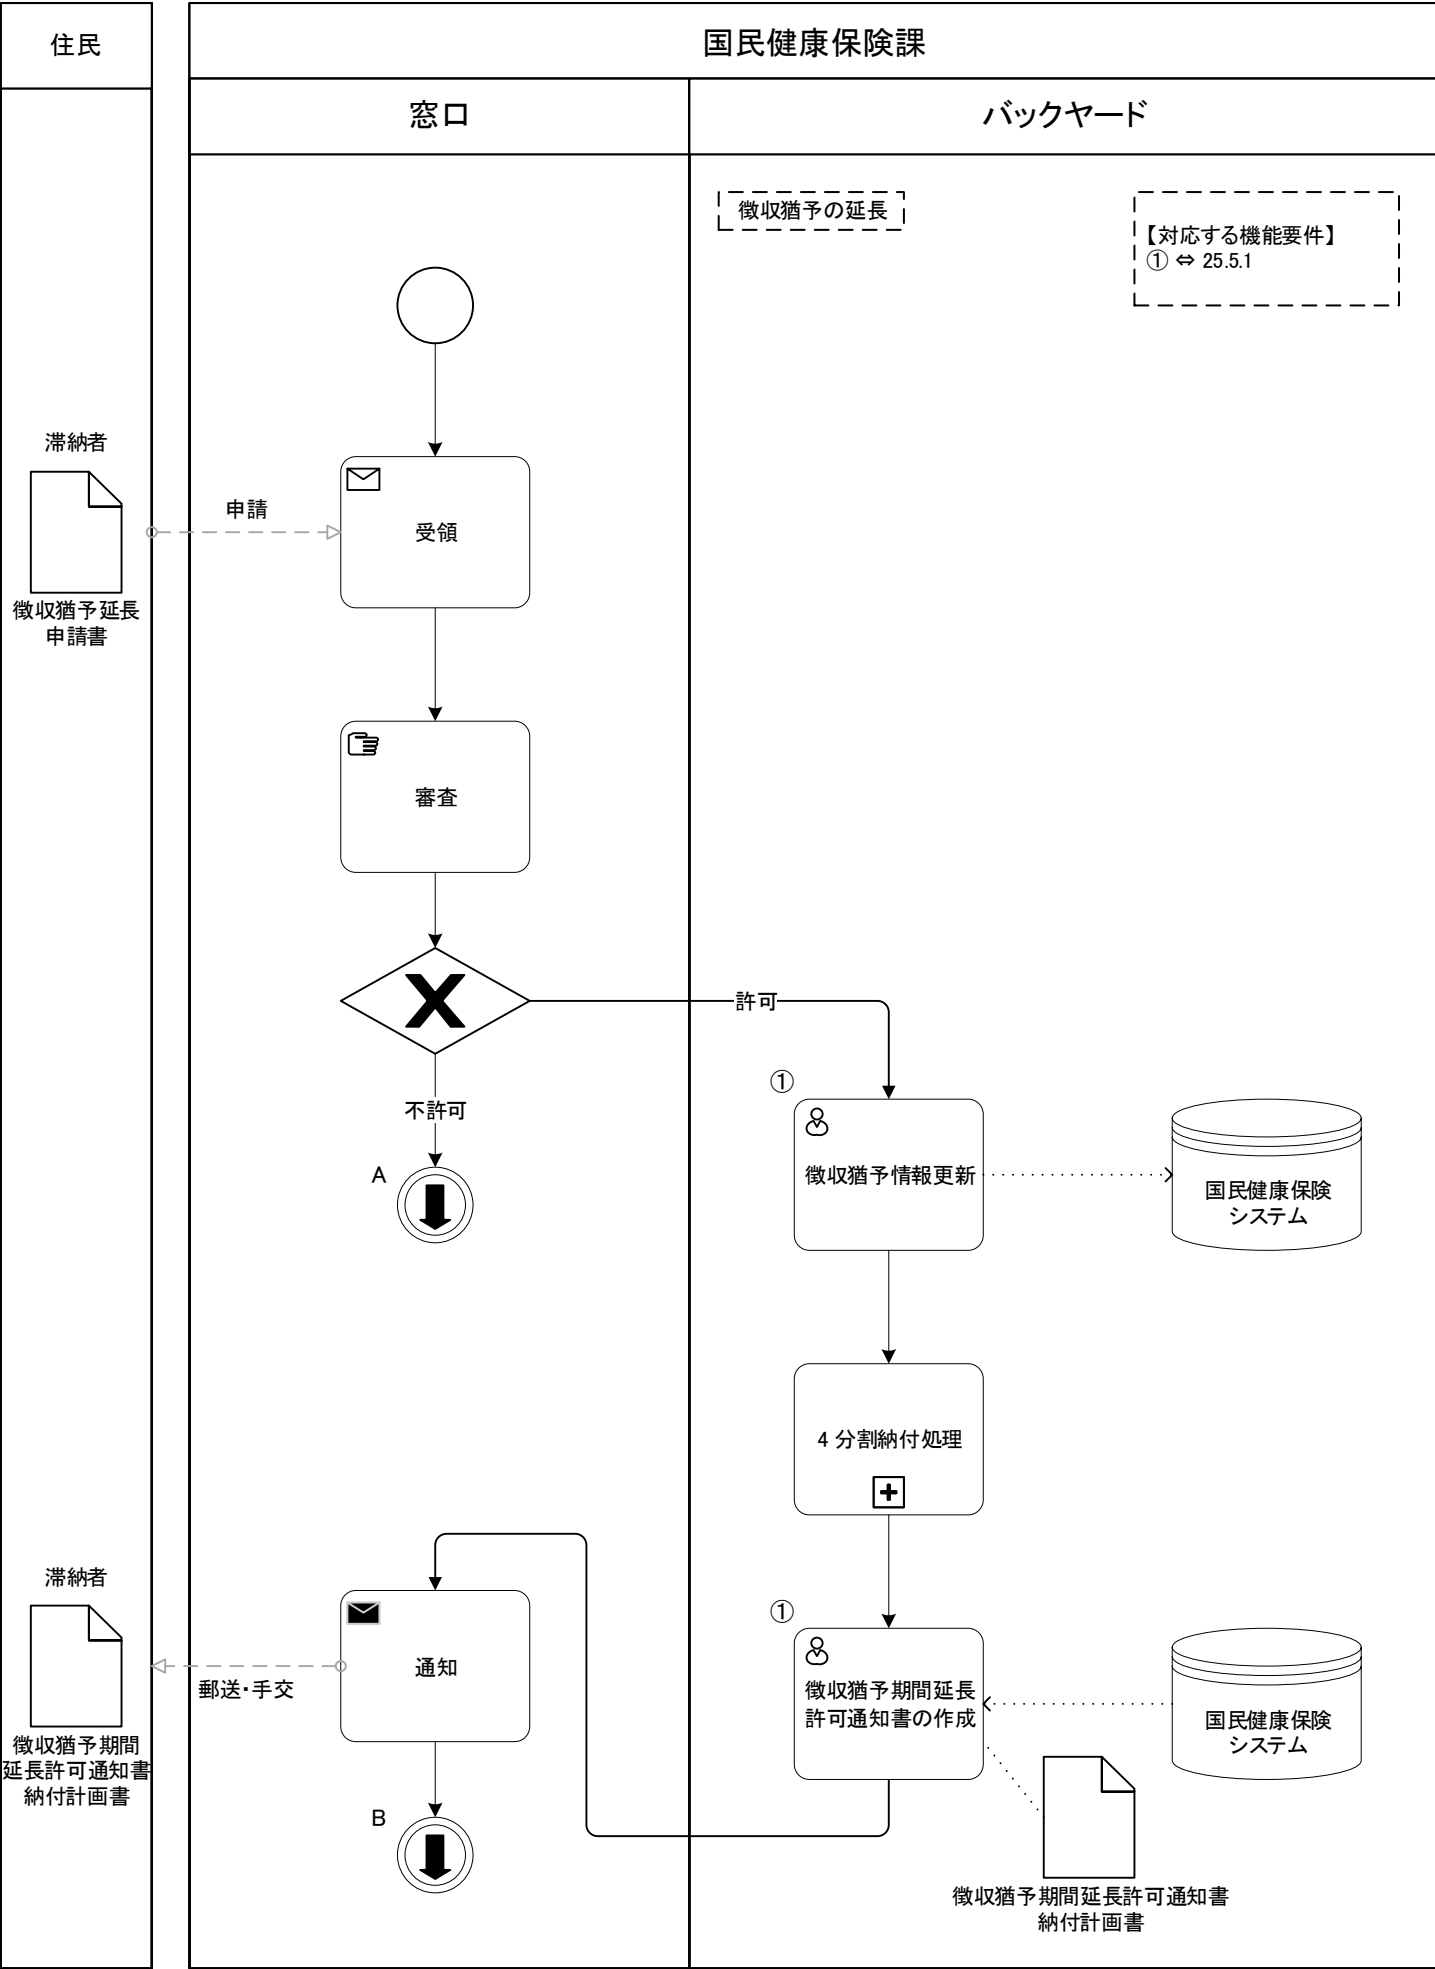 住民
国民健康保険課
窓口
バックヤード
徴収猶予の延長
【対応する機能要件】
① ⇔ 25.5.1
滞納者
徴収猶予延長
申請書
申請
受領
審査
許可
不許可
A
①
徴収猶予情報更新
国民健康保険
システム
4 分割納付処理
①
徴収猶予期間延長
許可通知書の作成
国民健康保険
システム
徴収猶予期間延長許可通知書
納付計画書
通知
郵送・手交
滞納者
徴収猶予期間
延長許可通知書
納付計画書
B